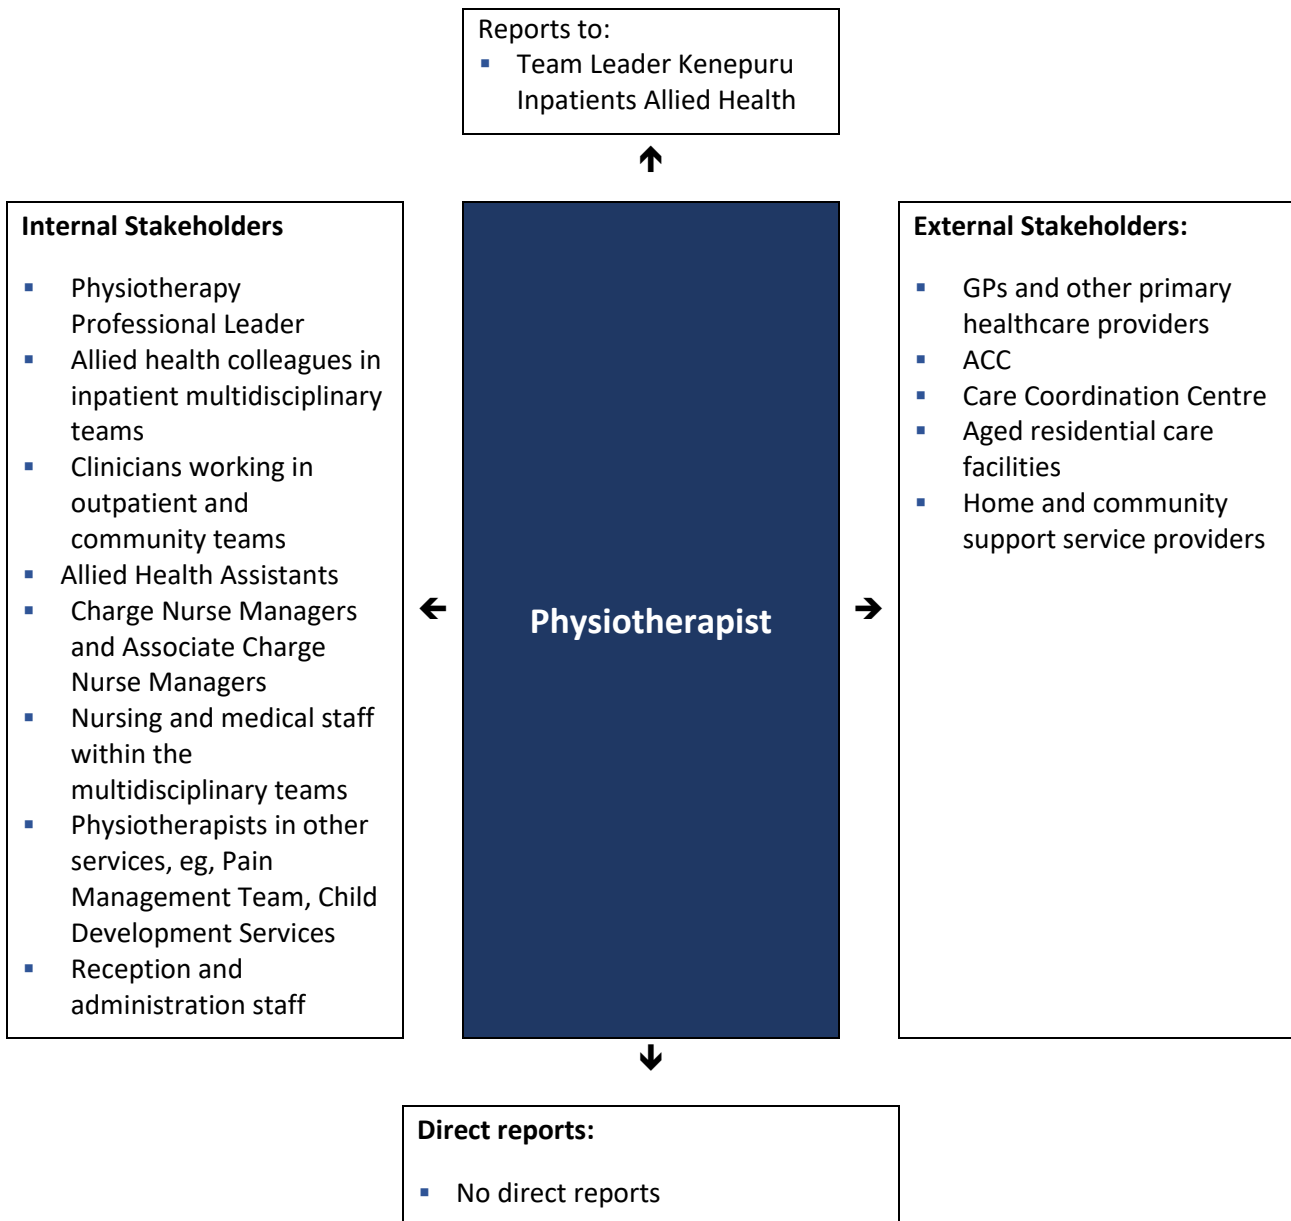 Reports to:
▪ Team Leader Kenepuru
Inpatients Allied Health
Internal Stakeholders
▪ Physiotherapy
Professional Leader
▪ Allied health colleagues in
inpatient multidisciplinary
teams
▪ Clinicians working in
outpatient and
community teams
▪ Allied Health Assistants
▪ Charge Nurse Managers
and Associate Charge
Nurse Managers
▪ Nursing and medical staff
within the
multidisciplinary teams
▪ Physiotherapists in other
services, eg, Pain
Management Team, Child
Development Services
▪ Reception and
administration staff
Physiotherapist
External Stakeholders:
▪ GPs and other primary
healthcare providers
▪ ACC
▪ Care Coordination Centre
▪ Aged residential care
facilities
▪ Home and community
support service providers
Direct reports:
▪ No direct reports